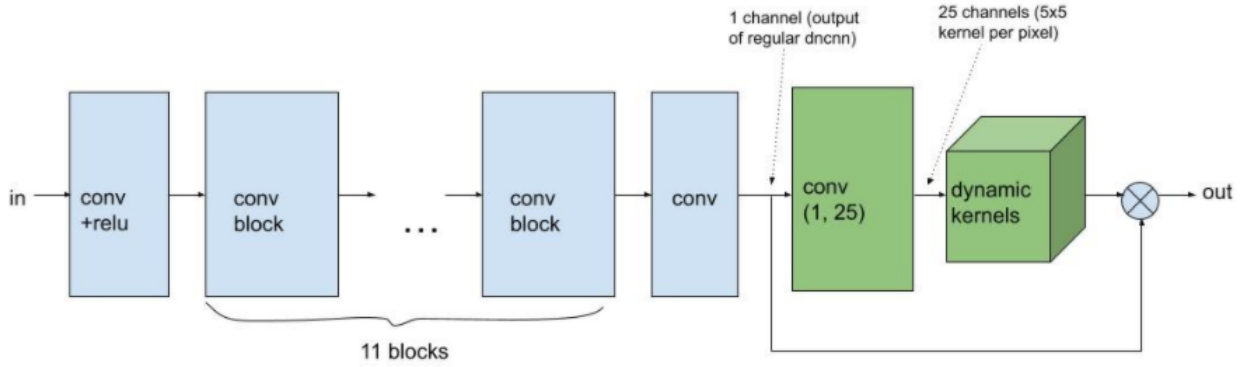 1 channel (output
of regular dncnn)
25 channels (5x5
kernel per pixel)
in
conv
+relu
conv
block
...
conv
block
conv
conv
(1, 25)
dynamic
kernels
out
11 blocks